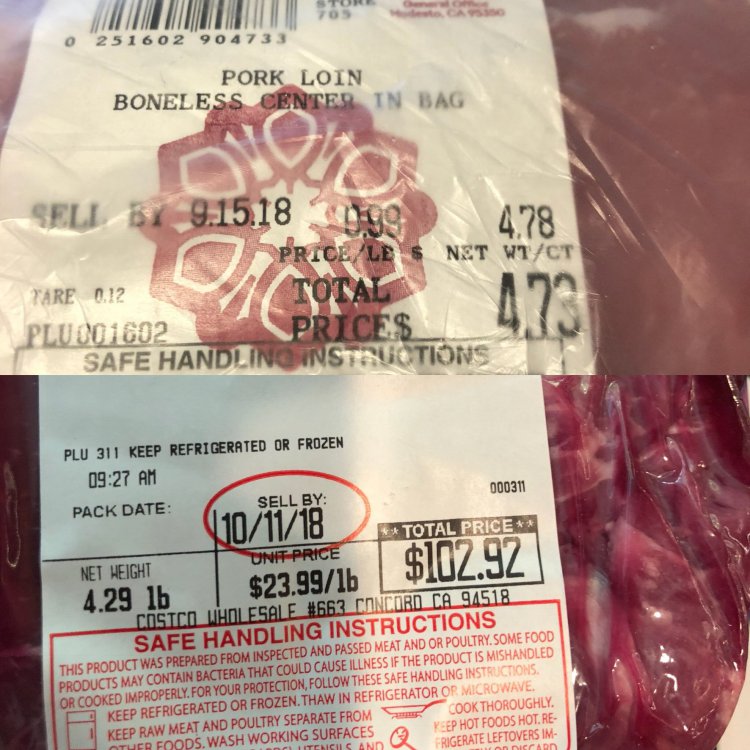 STORE
705
General Office
Modesto, CA 95350
0 251602 904733
PORK LOIN
BONELESS CENTER IN BAG
SELL BY 9.15.18 0.99 4.78
PRICE/LB $ NET WT/CT
TARE 0.12 TOTAL 4.73
PLU001602 PRICE$
SAFE HANDLING INSTRUCTIONS
PLU 311 KEEP REFRIGERATED OR FROZEN
09:27 AM
000311
PACK DATE: SELL BY:
10/11/18
**TOTAL PRICE**
NET WEIGHT UNIT PRICE $102.92
4.29 lb $23.99/lb
COSTCO WHOLESALE #663 CONCORD CA 94518
SAFE HANDLING INSTRUCTIONS
THIS PRODUCT WAS PREPARED FROM INSPECTED AND PASSED MEAT AND OR POULTRY. SOME FOOD
PRODUCTS MAY CONTAIN BACTERIA THAT COULD CAUSE ILLNESS IF THE PRODUCT IS MISHANDLED
OR COOKED IMPROPERLY. FOR YOUR PROTECTION, FOLLOW THESE SAFE HANDLING INSTRUCTIONS.
KEEP REFRIGERATED OR FROZEN. THAW IN REFRIGERATOR OR MICROWAVE.
KEEP RAW MEAT AND POULTRY SEPARATE FROM
OTHER FOODS. WASH WORKING SURFACES
UTENSILS, AND
COOK THOROUGHLY.
KEEP HOT FOODS HOT. RE-
FRIGERATE LEFTOVERS IM-
OR DISCARD